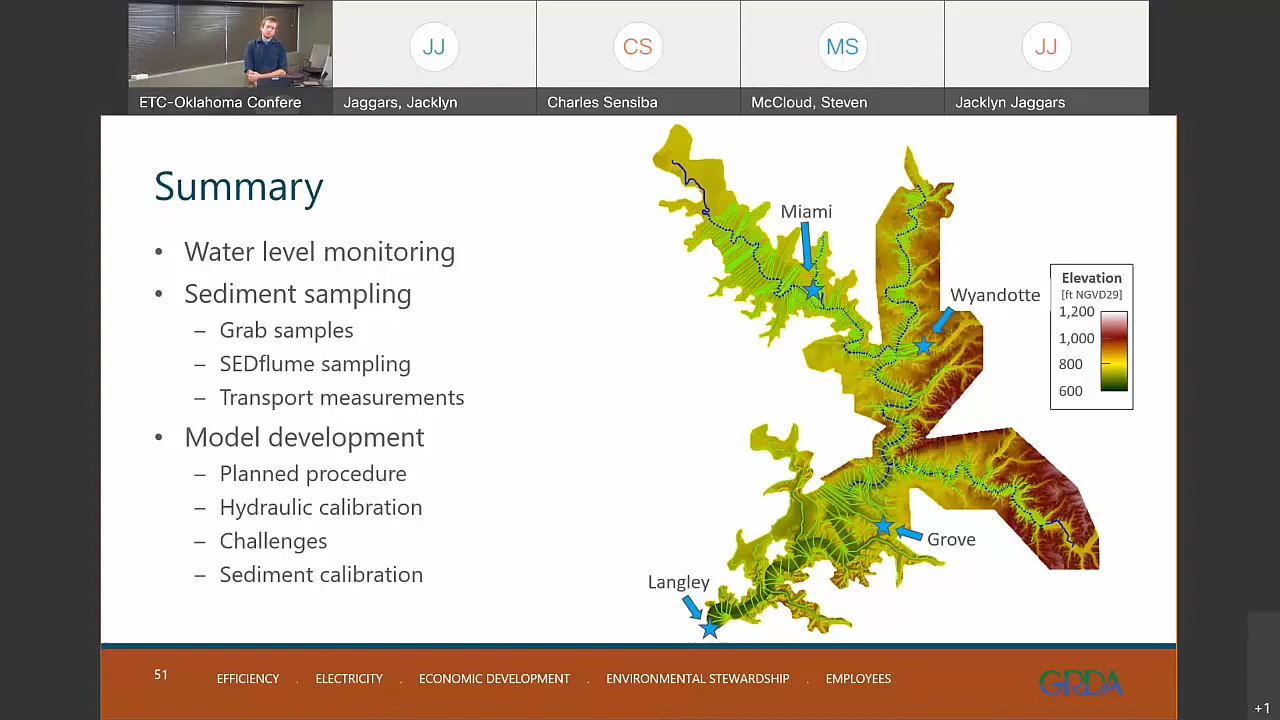 ETC-Oklahoma Confere
Jaggars, Jacklyn
Charles Sensiba
McCloud, Steven
Jacklyn Jaggars
JJ
CS
MS
JJ
Summary
• Water level monitoring
• Sediment sampling
– Grab samples
– SEDflume sampling
– Transport measurements
• Model development
– Planned procedure
– Hydraulic calibration
– Challenges
– Sediment calibration
Miami
Wyandotte
Grove
Langley
Elevation
[ft NGVD29]
1,200
1,000
800
600
51
EFFICIENCY . ELECTRICITY . ECONOMIC DEVELOPMENT . ENVIRONMENTAL STEWARDSHIP . EMPLOYEES
GRDA
+1